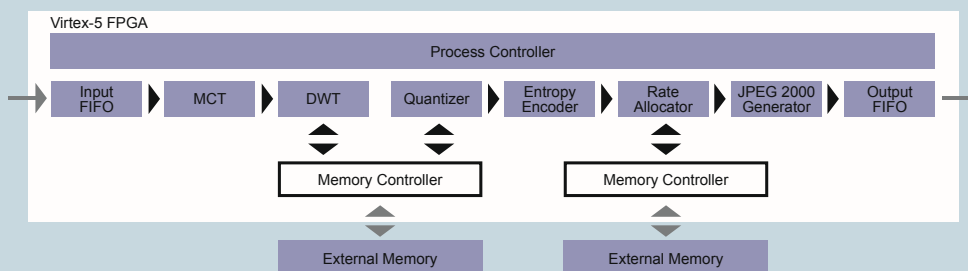 Virtex-5 FPGA
Process Controller
Input
FIFO
MCT
DWT
Quantizer
Entropy
Encoder
Rate
Allocator
JPEG 2000
Generator
Output
FIFO
Memory Controller
Memory Controller
External Memory
External Memory